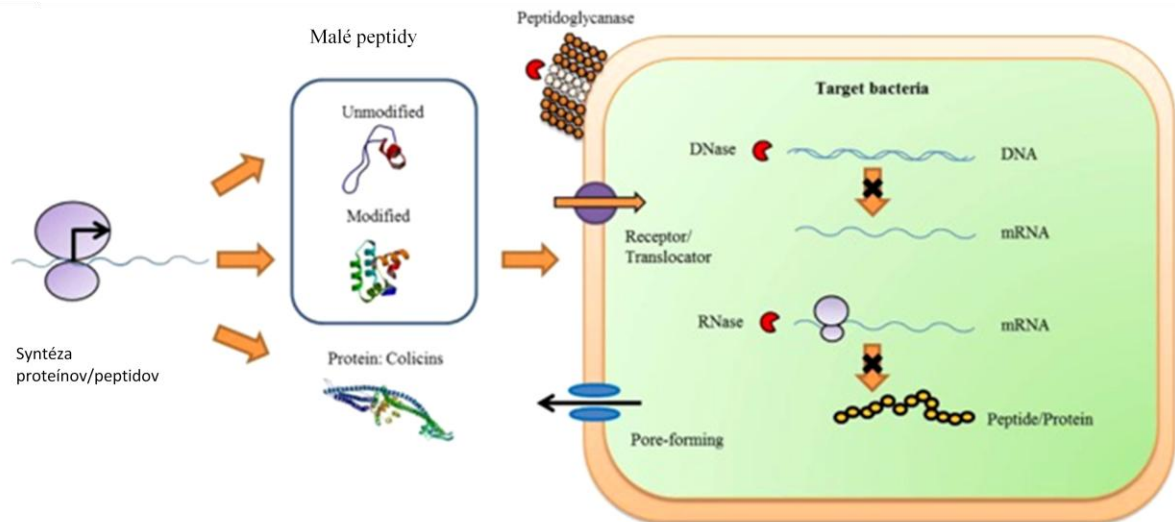 Malé peptidy
Unmodified
Modified
Protein: Colicins
Syntéza
proteínov/peptidov
Peptidoglycanase
Target bacteria
DNase
DNA
mRNA
Receptor/
Translocator
RNase
mRNA
Peptide/Protein
Pore-forming